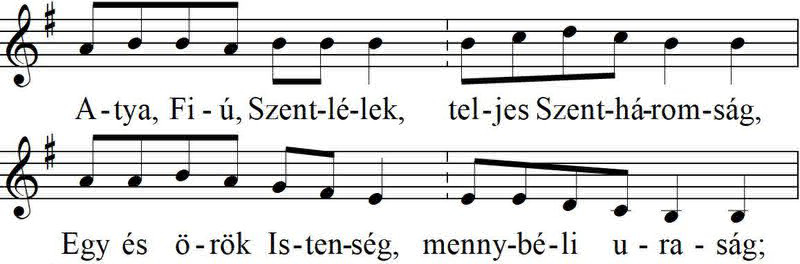 A-tya, Fi-ú, Szent-lé-lek, tel-jes Szent-há-rom-ság,
Egy és ö-rök Is-ten-ség, menny-bé-li u-ra-ság;